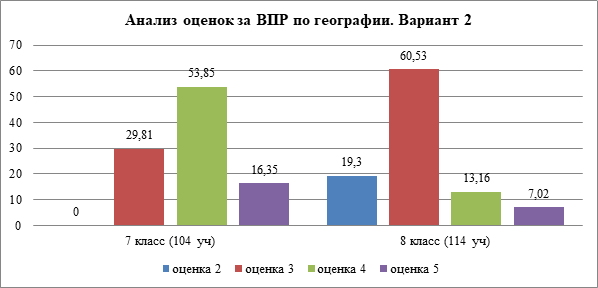 Анализ оценок за ВПР по географии. Вариант 2
70
60
50
40
30
20
10
0
0
29,81
53,85
16,35
19,3
60,53
13,16
7,02
7 класс (104 уч)
8 класс (114 уч)
оценка 2
оценка 3
оценка 4
оценка 5